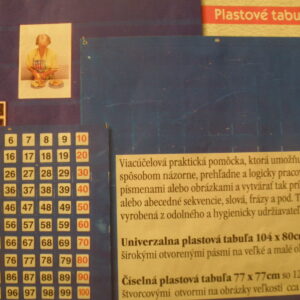 Plastové tabu
6 7 8 9 10
16 17 18 19 20
26 27 28 29 30
36 37 38 39 40
46 47 48 49 50
56 57 58 59 60
66 67 68 69 70
76 77 78 79 80
86 87 88 89 90
96 97 98 99 100
Viacúčelová praktická pomôcka, ktorá umožňu
spôsobom názorne, prehľadne a logicky praco
písmenami alebo obrázkami a vytvárať tak pr
alebo abecedné sekvencie, slová, frázy a pod. T
vyrobená z odolného a hygienicky udržiavateľ
Univerzalna plastová tabuľa 104 x 80c
širokými otvorenými pásmi na veľké a malé o
Číselná plastová tabuľa 77 x 77cm so 1
štvorcovými otvormi na obrázky veľkosti